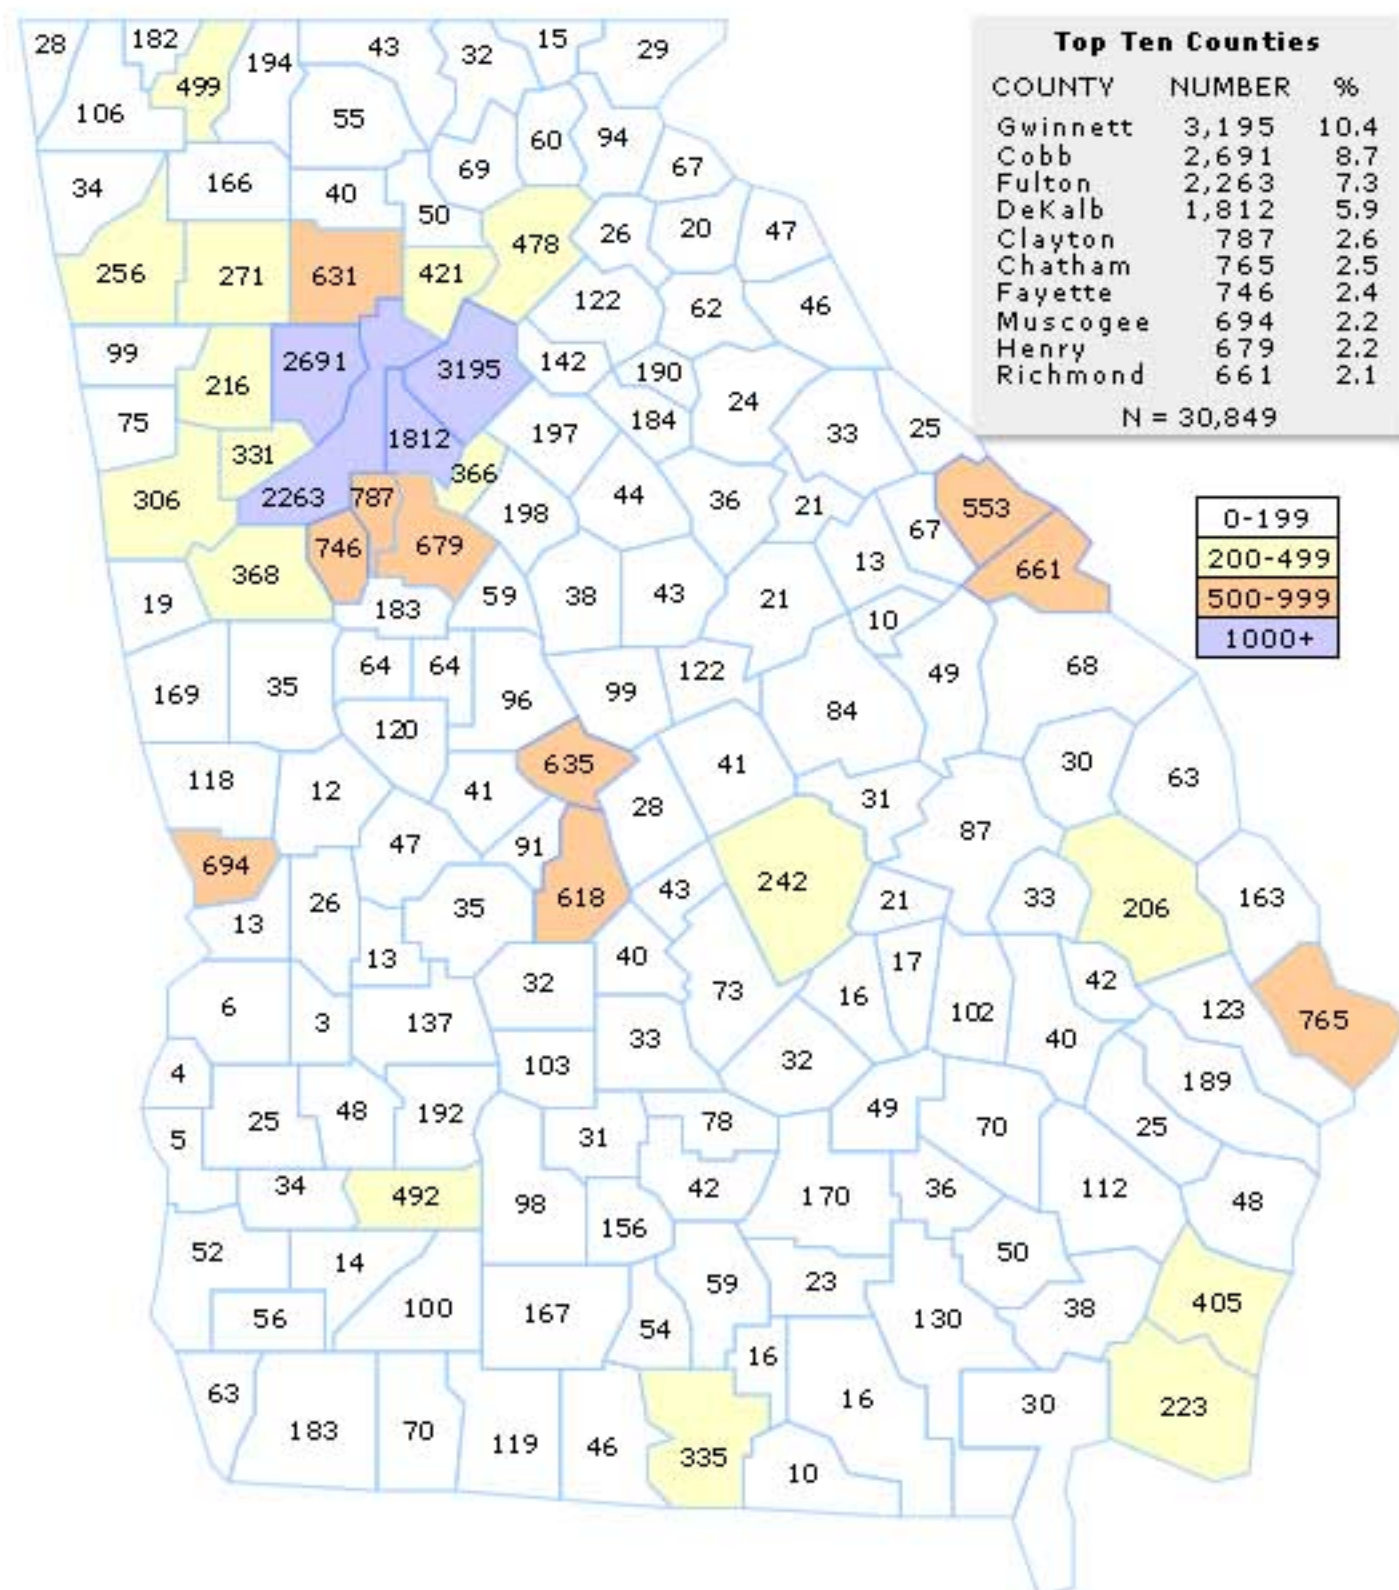 Top Ten Counties
COUNTY NUMBER %
Gwinnett 3,195 10.4
Cobb 2,691 8.7
Fulton 2,263 7.3
DeKalb 1,812 5.9
Clayton 787 2.6
Chatham 765 2.5
Fayette 746 2.4
Muscogee 694 2.2
Henry 679 2.2
Richmond 661 2.1
N = 30,849
0-199
200-499
500-999
1000+
28 182 499 194 43 32 15 29
106 55 60 94
34 166 40 69 67
50 478 26 20 47
256 271 631 421 122 62 46
99 216 2691 3195 142 190 24
75 331 1812 197 184 33 25
306 2263 787 366 198 44 36 21 67 553
368 746 679 13 661
19 183 59 38 43 21 10
169 35 64 64 96 99 122 84 49 68
120 635 41 30 63
118 12 41 28 31
694 47 91 618 43 242 87
13 26 35 21 33 206 163
13 32 40 73 16 17 42
6 3 137 33 102 40 123 765
4 103 32 189
25 48 192 31 78 49 70 25
5
34 492 98 42 170 36 112 48
52 14 156 59 23 50
56 100 167 54 130 38 405
16
63 183 70 119 46 335 16 30 223
10